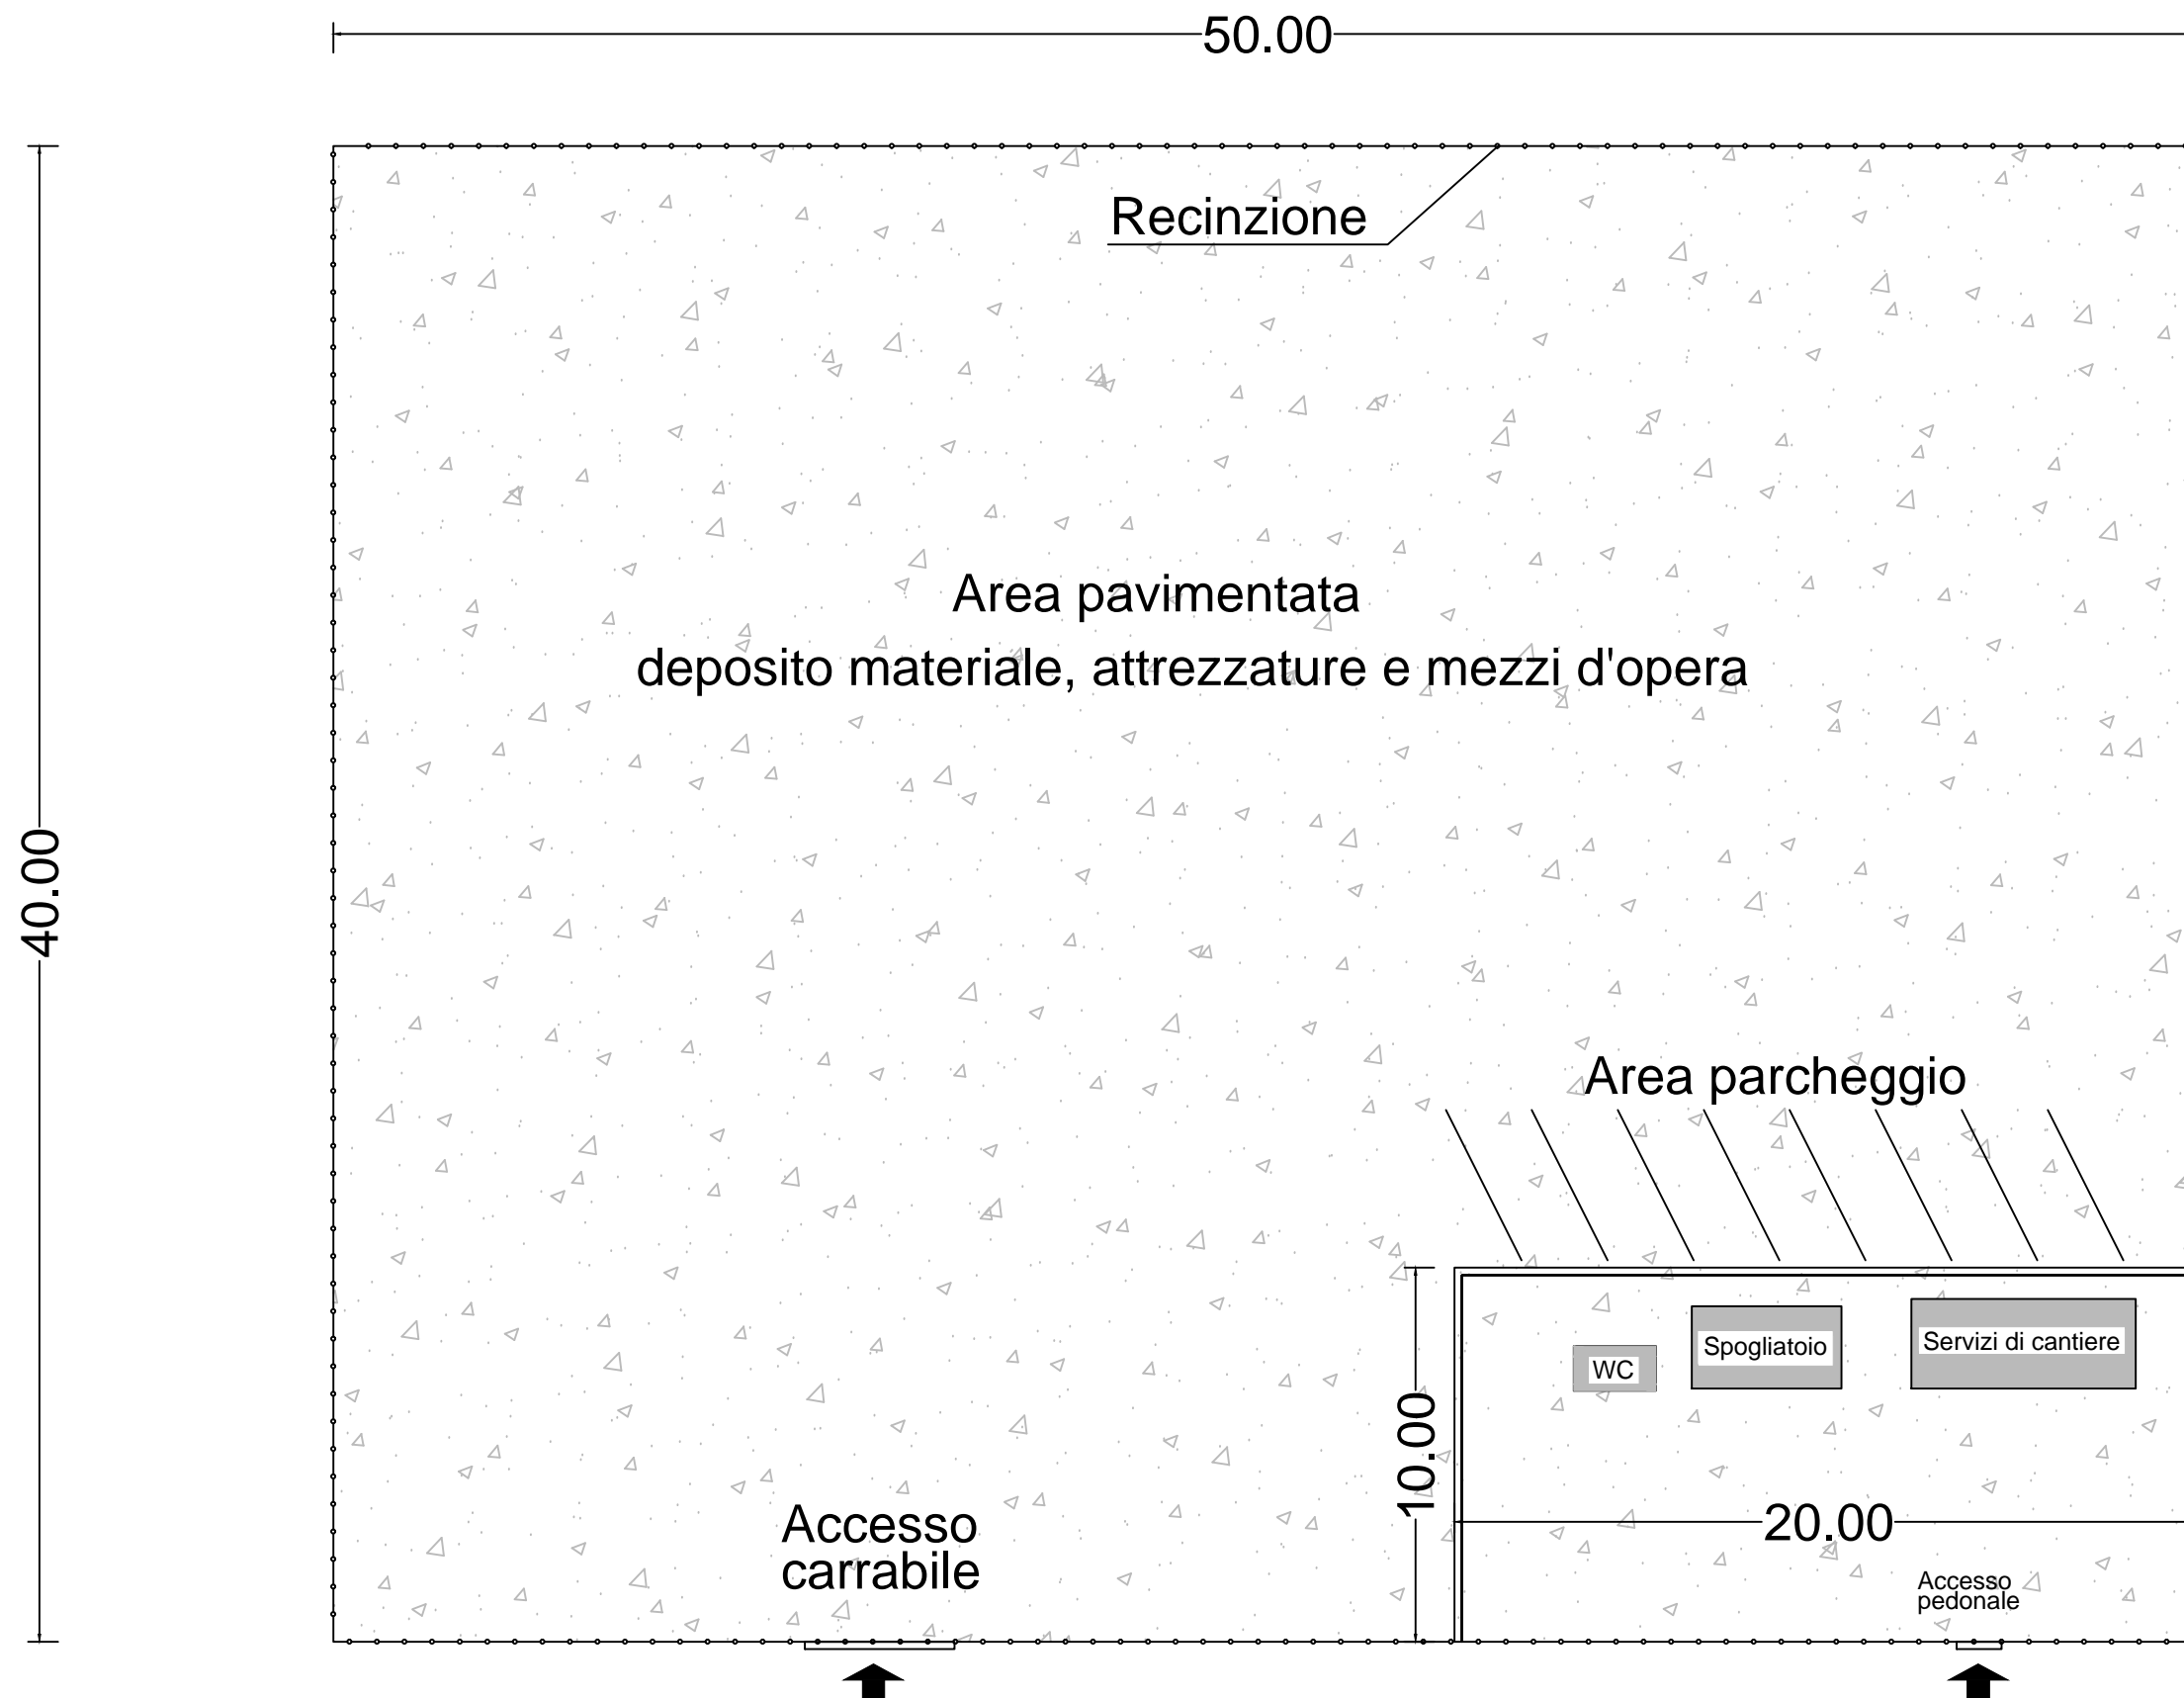 50.00
Recinzione
Area pavimentata
deposito materiale, attrezzature e mezzi d'opera
40.00
Area parcheggio
Spogliatoio
Servizi di cantiere
WC
10.00
20.00
Accesso
carrabile
Accesso
pedonale